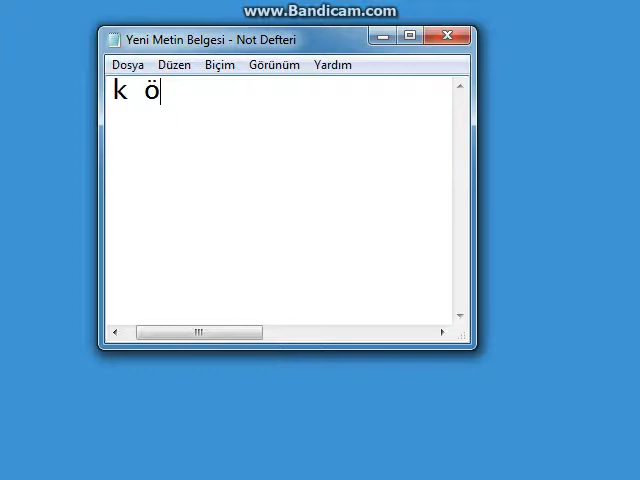 www.Bandicam.com
Yeni Metin Belgesi - Not Defteri
Dosya Düzen Biçim Görünüm Yardım
k ö